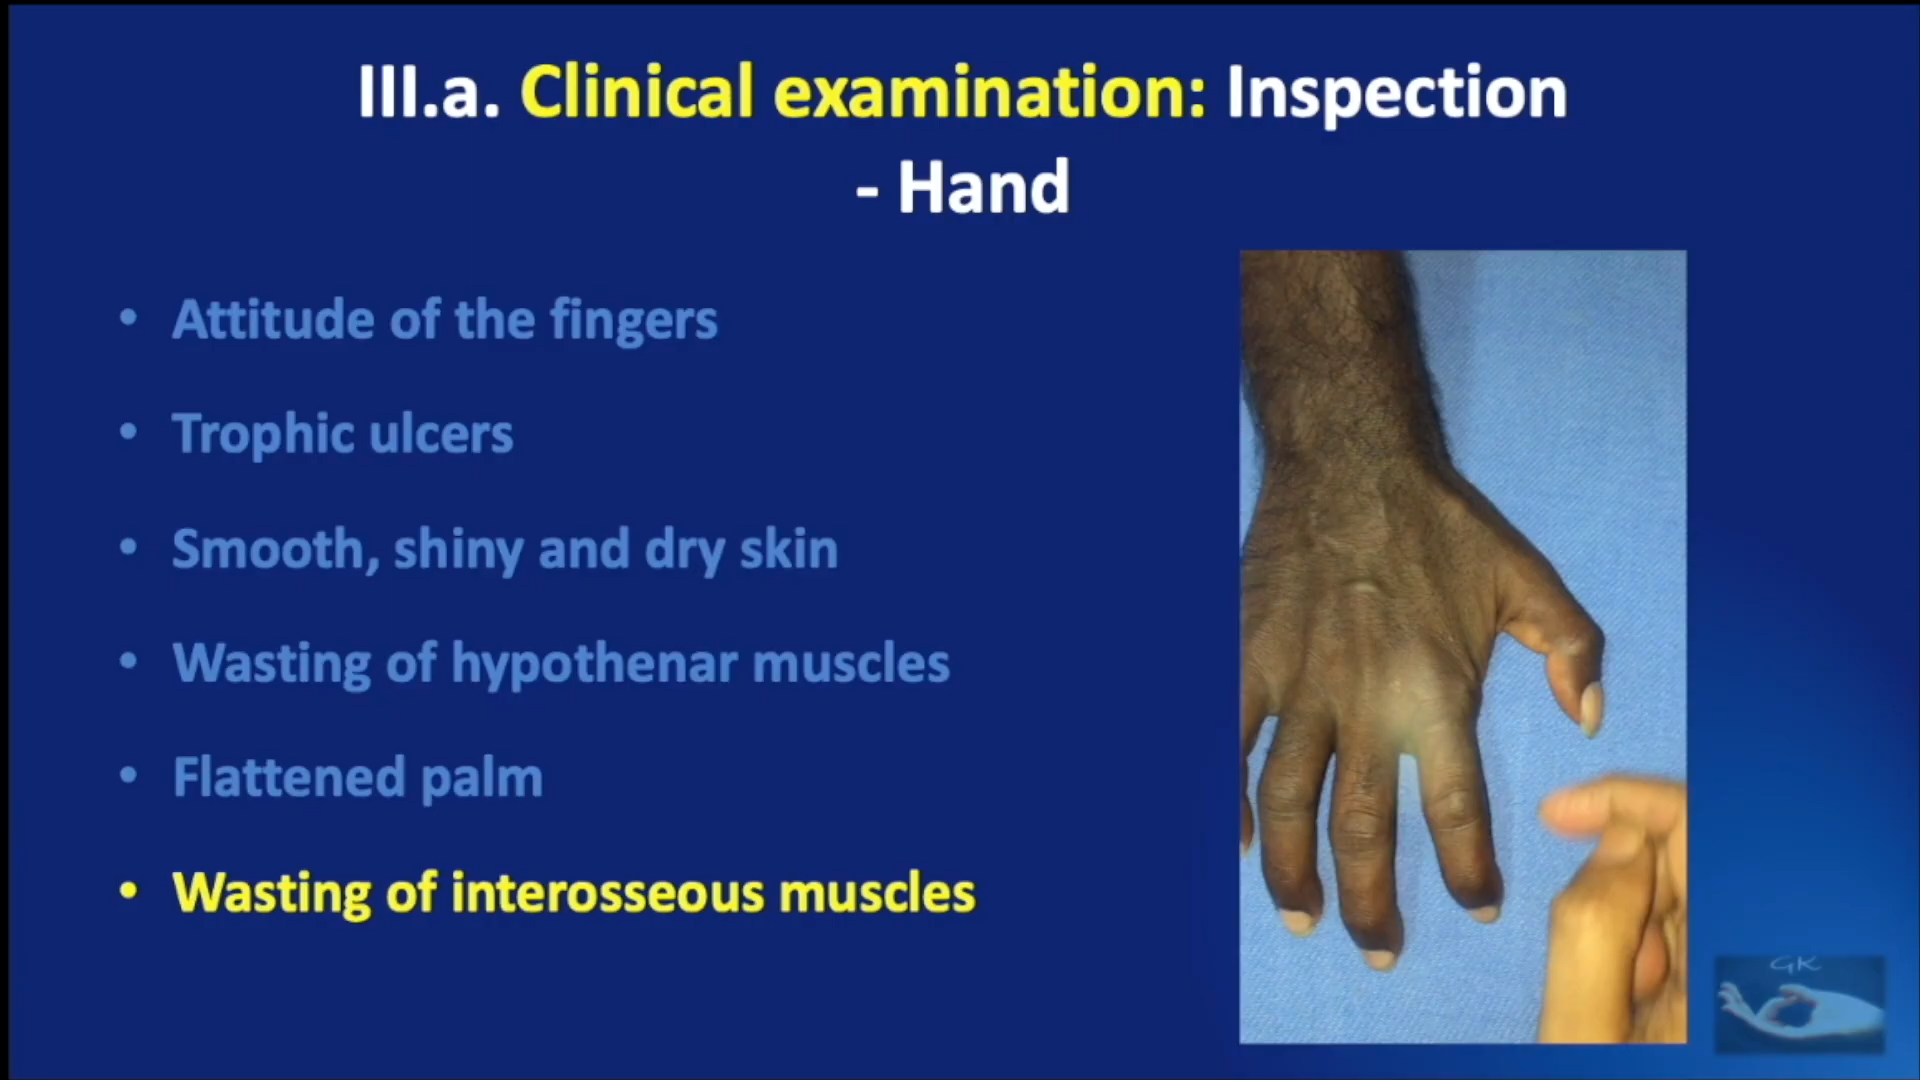 III.a. Clinical examination: Inspection
- Hand
• Attitude of the fingers
• Trophic ulcers
• Smooth, shiny and dry skin
• Wasting of hypothenar muscles
• Flattened palm
• Wasting of interosseous muscles
GK